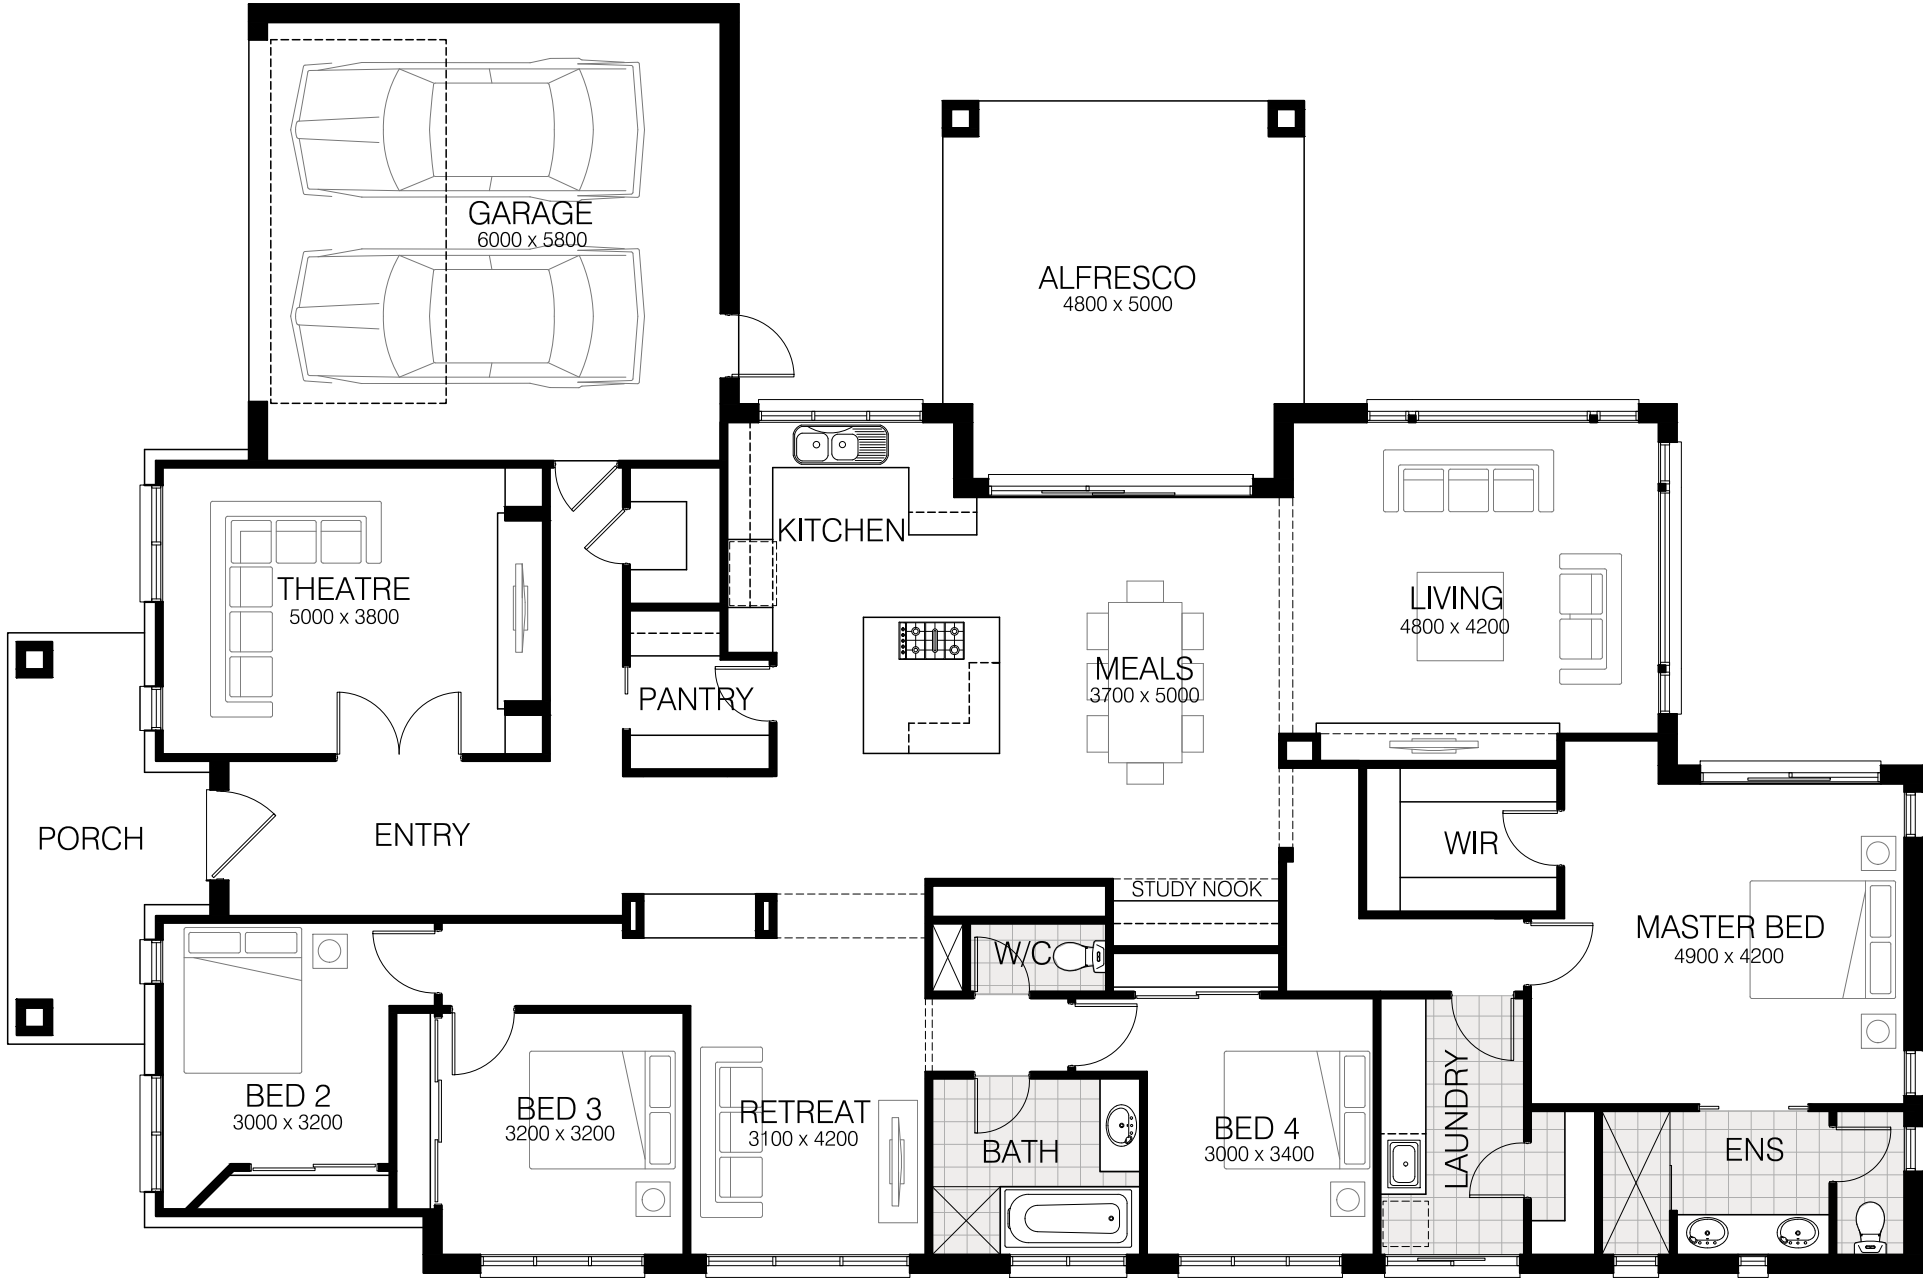 GARAGE
6000 x 5800
ALFRESCO
4800 x 5000
KITCHEN
THEATRE
5000 x 3800
LIVING
4800 x 4200
MEALS
3700 x 5000
PANTRY
PORCH
ENTRY
WIR
STUDY NOOK
MASTER BED
4900 x 4200
W/C
BED 2
3000 x 3200
BED 3
3200 x 3200
RETREAT
3100 x 4200
BATH
BED 4
3000 x 3400
LAUNDRY
ENS